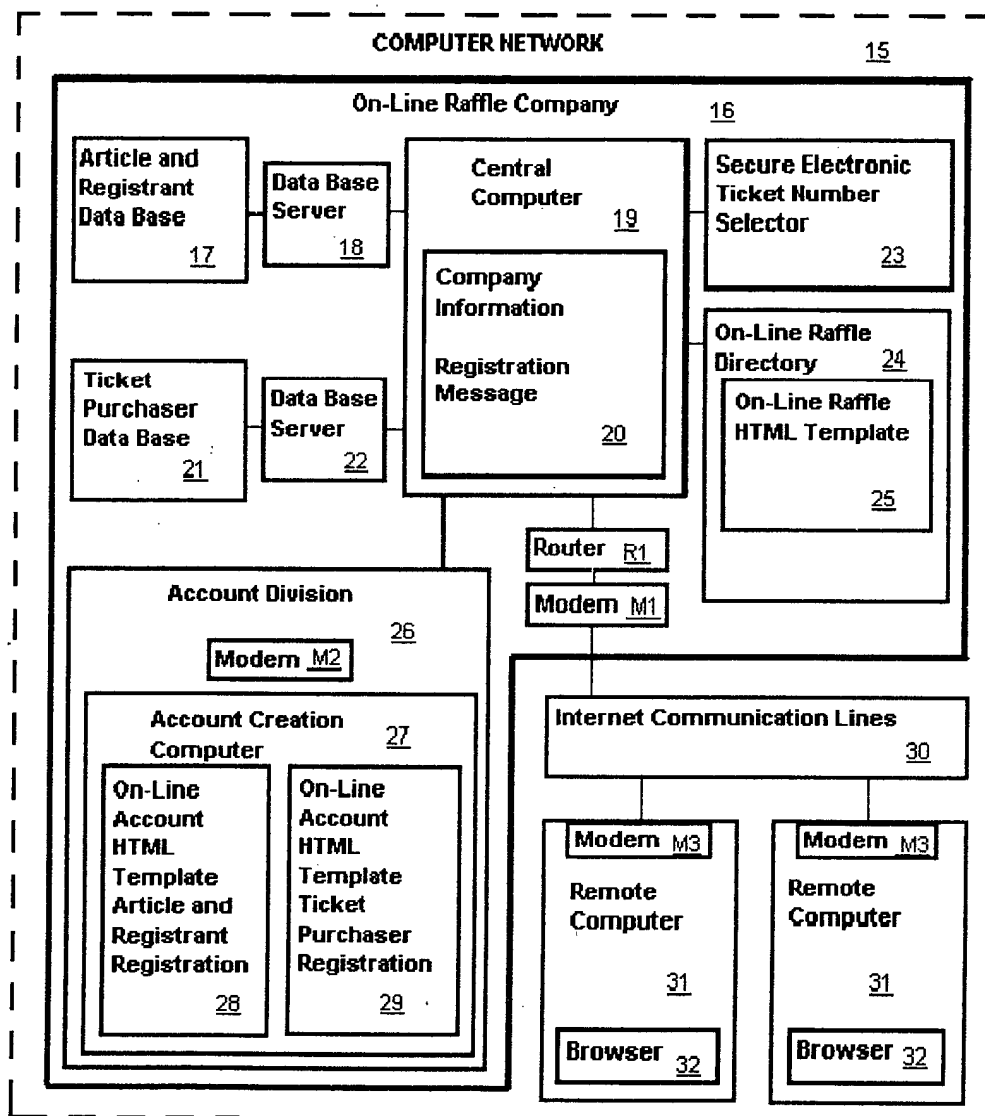 COMPUTER NETWORK
15
On-Line Raffle Company
16
Article and
Registrant
Data Base
17
Data Base
Server
18
Central
Computer
19
Company
Information
Registration
Message
20
Secure Electronic
Ticket Number
Selector
23
Ticket
Purchaser
Data Base
21
Data Base
Server
22
On-Line Raffle
Directory
24
On-Line Raffle
HTML Template
25
Router R1
Modem M1
Account Division
26
Modem M2
Account Creation
Computer
27
On-Line
Account
HTML
Template
Article and
Registrant
Registration
28
On-Line
Account
HTML
Template
Ticket
Purchaser
Registration
29
Internet Communication Lines
30
Modem M3
Remote
Computer
31
Browser 32
Modem M3
Remote
Computer
31
Browser 32